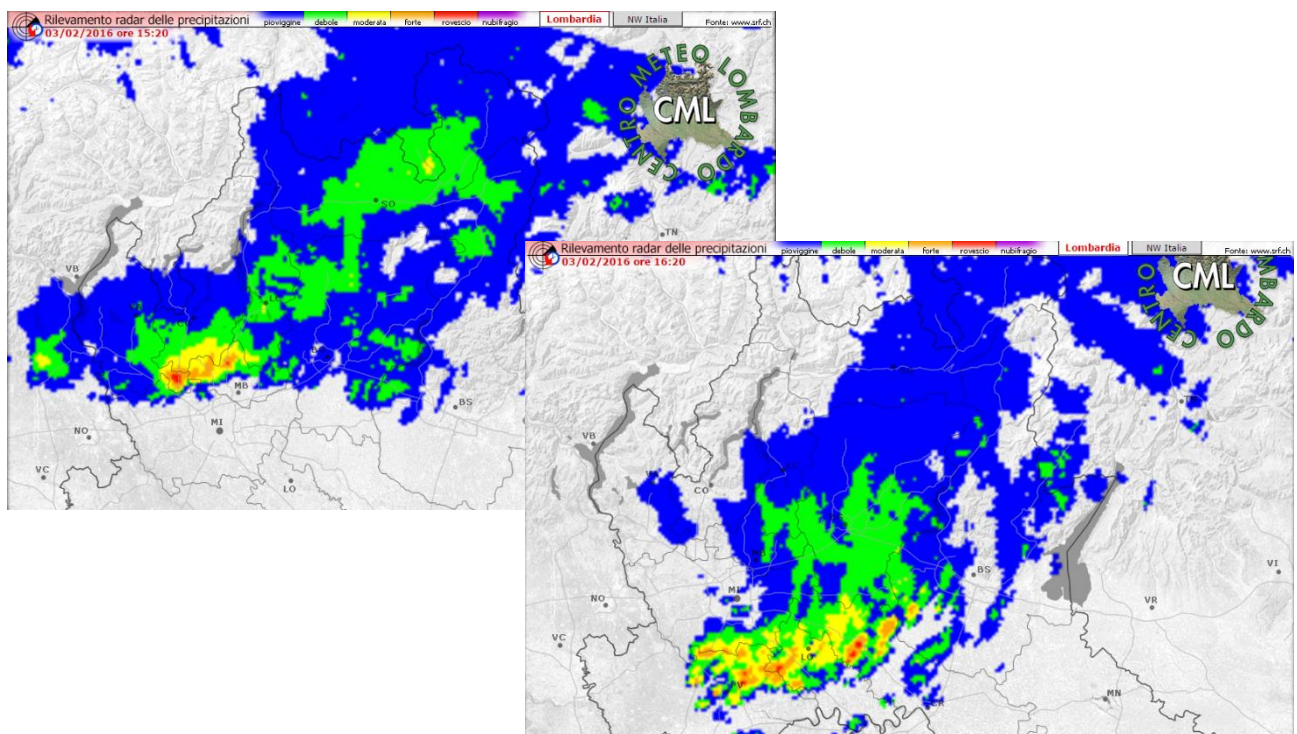 Rilevamento radar delle precipitazioni
pioviggine debole moderata forte rovescio nubifragio
Lombardia
NW Italia
Fonte: www.srf.ch
03/02/2016 ore 15:20
CENTRO METEO LOMBARDO
CML
SO
TN
VB
MB
BS
MI
NO
VC
LO
Rilevamento radar delle precipitazioni
pioviggine debole moderata forte rovescio nubifragio
Lombardia
NW Italia
Fonte: www.srf.ch
03/02/2016 ore 16:20
CML
CENTRO
MBARDO
VB
CO
BS
VI
NO
VR
VC
LO
MN